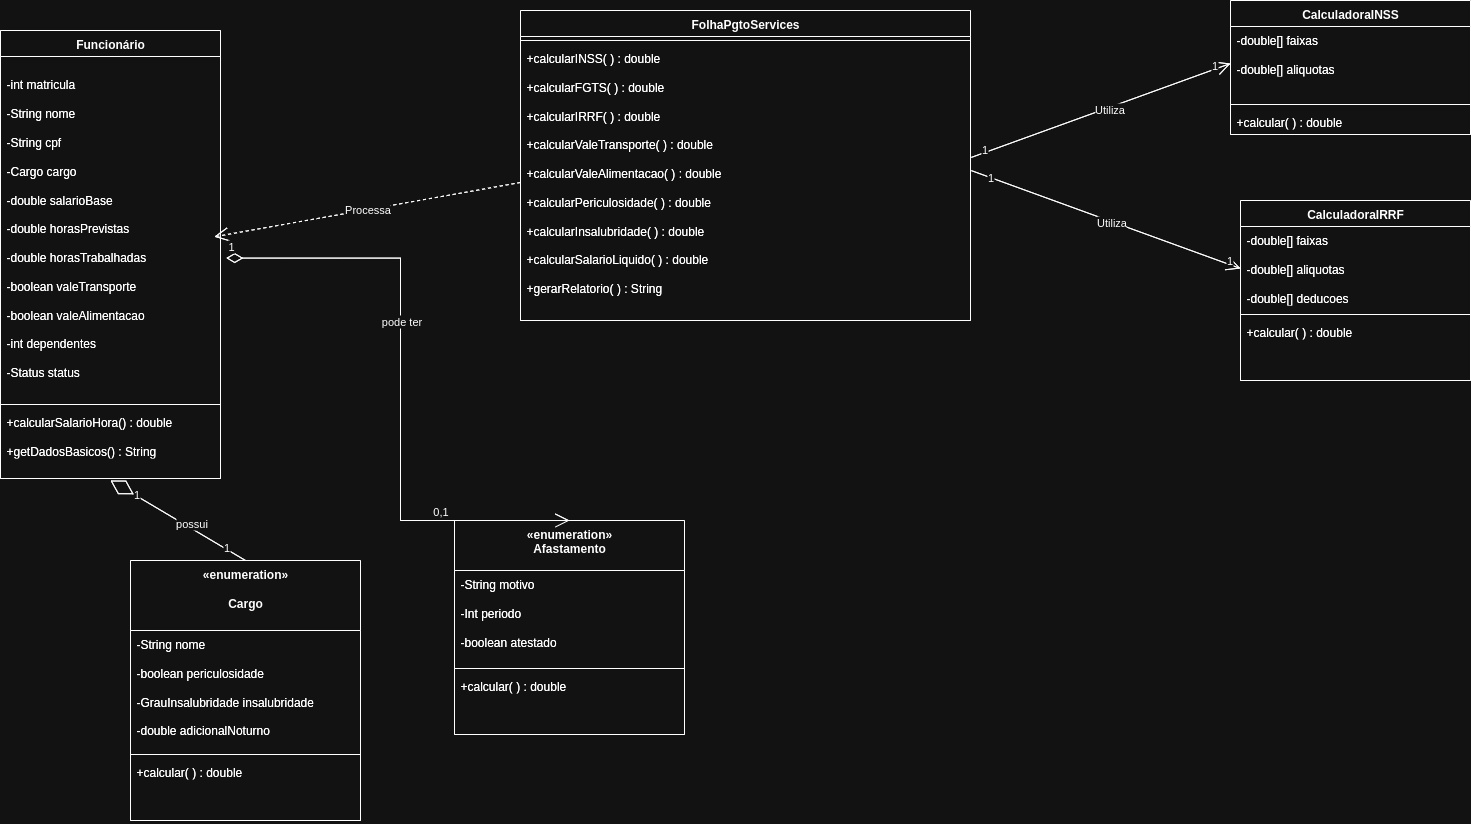 Funcionário
-int matricula
-String nome
-String cpf
-Cargo cargo
-double salarioBase
-double horasPrevistas
-double horasTrabalhadas
-boolean valeTransporte
-boolean valeAlimentacao
-int dependentes
-Status status
+calcularSalarioHora() : double
+getDadosBasicos() : String
FolhaPgtoServices
+calcularINSS( ) : double
+calcularFGTS( ) : double
+calcularIRRF( ) : double
+calcularValeTransporte( ) : double
+calcularValeAlimentacao( ) : double
+calcularPericulosidade( ) : double
+calcularInsalubridade( ) : double
+calcularSalarioLiquido( ) : double
+gerarRelatorio( ) : String
CalculadoraINSS
-double[] faixas
-double[] aliquotas
+calcular( ) : double
CalculadoraIRRF
-double[] faixas
-double[] aliquotas
-double[] deducoes
+calcular( ) : double
Processa
1
pode ter
0,1
1
Utiliza
1
1
Utiliza
1
1
possui
1
«enumeration»
Cargo
-String nome
-boolean periculosidade
-GrauInsalubridade insalubridade
-double adicionalNoturno
+calcular( ) : double
«enumeration»
Afastamento
-String motivo
-Int periodo
-boolean atestado
+calcular( ) : double